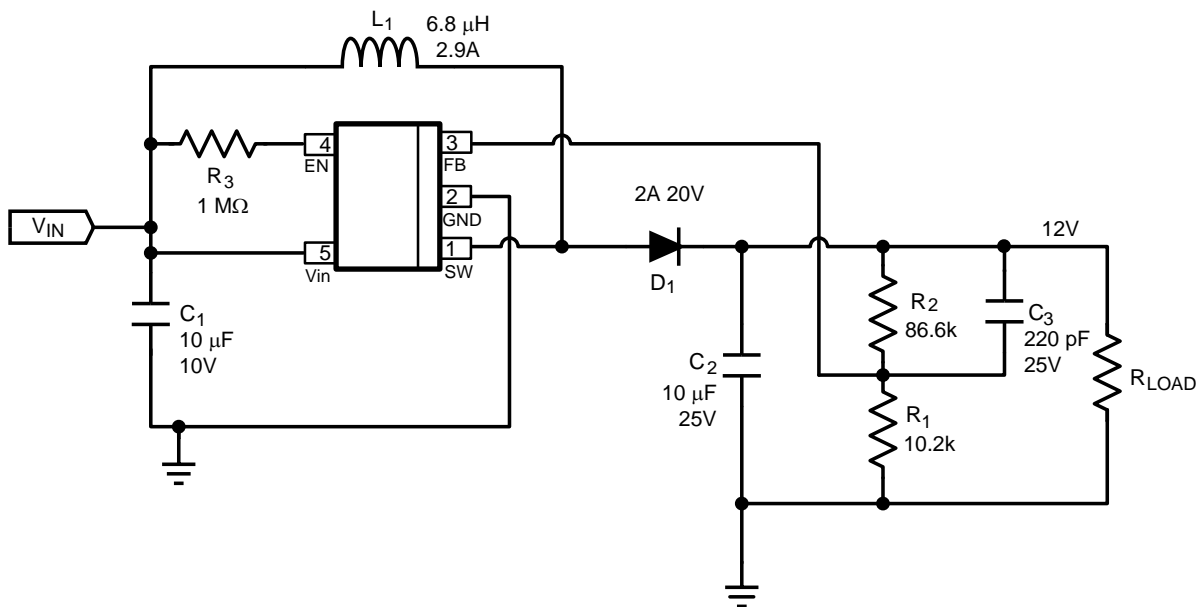 L1
6.8 μH
2.9A
4
EN
3
FB
R3
1 MΩ
2
GND
2A 20V
VIN
5
Vin
1
SW
12V
D1
C1
10 μF
10V
R2
86.6k
C3
220 pF
25V
C2
10 μF
25V
RLOAD
R1
10.2k